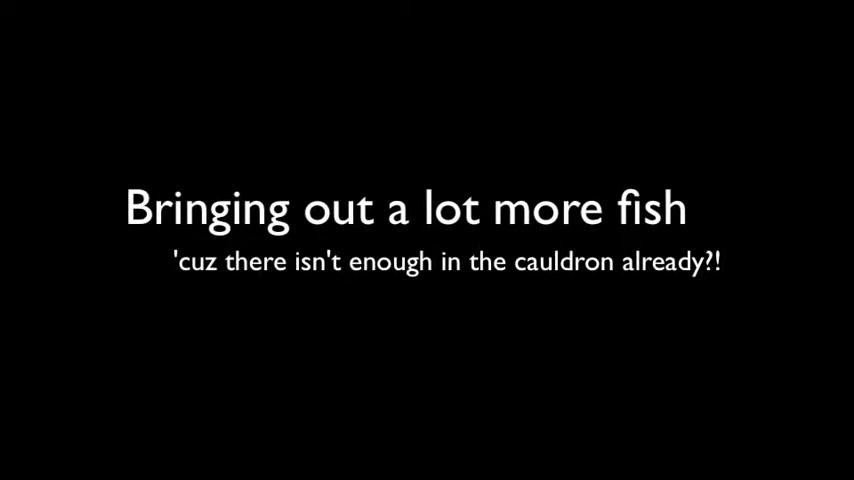 Bringing out a lot more fish
'cuz there isn't enough in the cauldron already?!